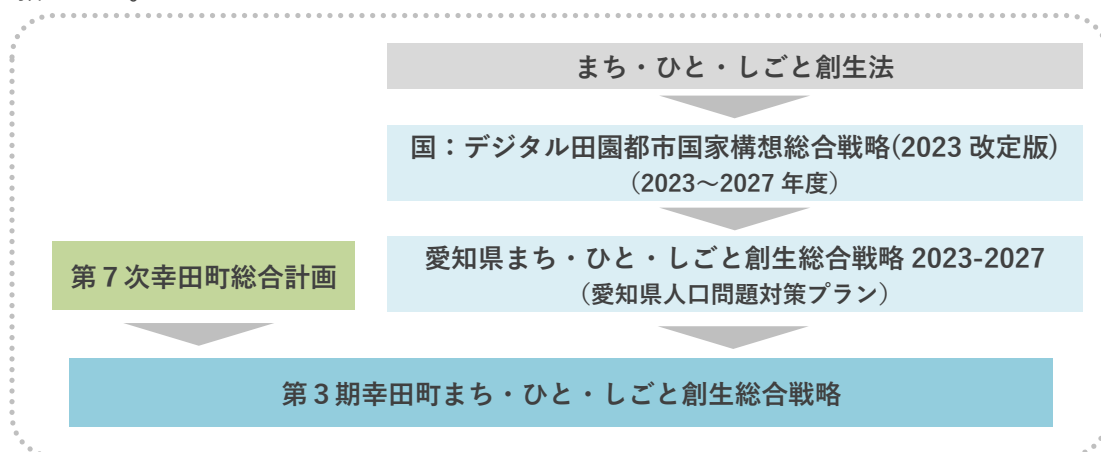 まち・ひと・しごと創生法
国：デジタル田園都市国家構想総合戦略(2023 改定版)
（2023～2027 年度）
第７次幸田町総合計画
愛知県まち・ひと・しごと創生総合戦略 2023-2027
（愛知県人口問題対策プラン）
第３期幸田町まち・ひと・しごと創生総合戦略